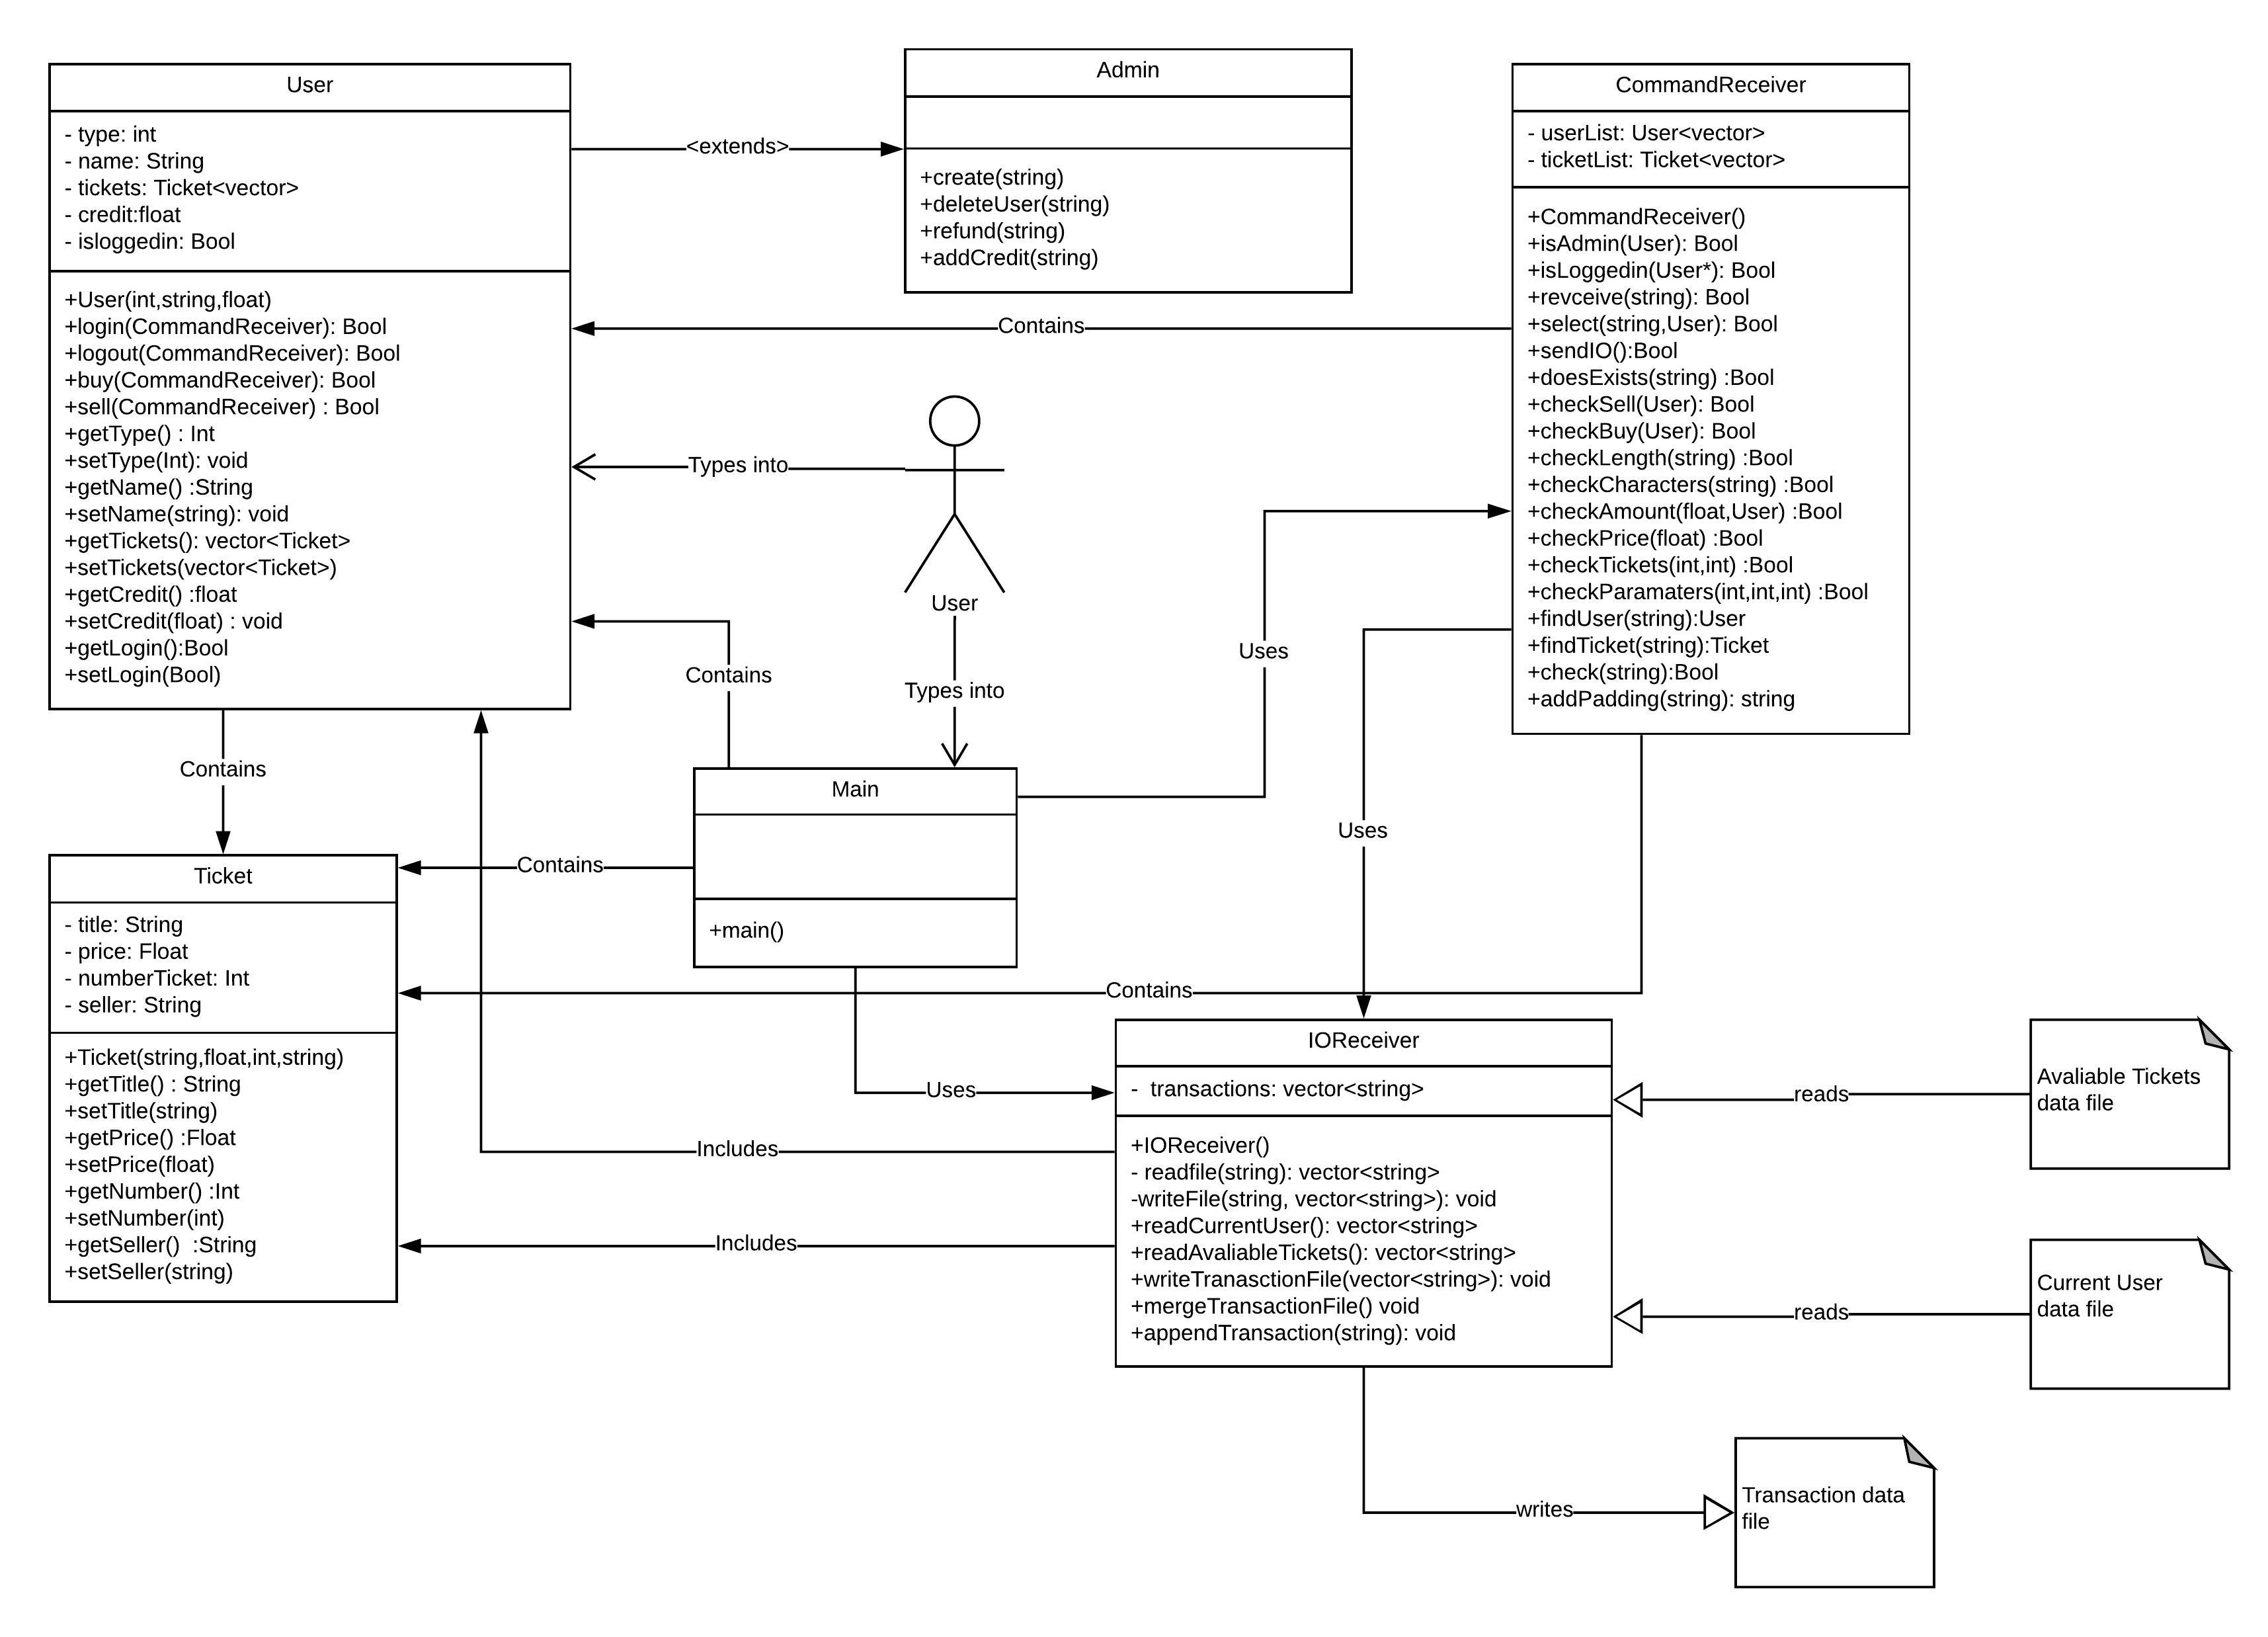 User
- type: int
- name: String
- tickets: Ticket<vector>
- credit:float
- isloggedin: Bool
+User(int,string,float)
+login(CommandReceiver): Bool
+logout(CommandReceiver): Bool
+buy(CommandReceiver): Bool
+sell(CommandReceiver) : Bool
+getType() : Int
+setType(Int): void
+getName() :String
+setName(string): void
+getTickets(): vector<Ticket>
+setTickets(vector<Ticket>)
+getCredit() :float
+setCredit(float) : void
+getLogin():Bool
+setLogin(Bool)
<extends>
Admin
+create(string)
+deleteUser(string)
+refund(string)
+addCredit(string)
CommandReceiver
- userList: User<vector>
- ticketList: Ticket<vector>
+CommandReceiver()
+isAdmin(User): Bool
+isLoggedin(User*): Bool
+revceive(string): Bool
+select(string,User): Bool
+sendIO():Bool
+doesExists(string) :Bool
+checkSell(User): Bool
+checkBuy(User): Bool
+checkLength(string) :Bool
+checkCharacters(string) :Bool
+checkAmount(float,User) :Bool
+checkPrice(float) :Bool
+checkTickets(int,int) :Bool
+checkParamaters(int,int,int) :Bool
+findUser(string):User
+findTicket(string):Ticket
+check(string):Bool
+addPadding(string): string
Contains
Types into
User
Types into
Contains
Uses
Uses
Contains
Main
+main()
Contains
Contains
Ticket
- title: String
- price: Float
- numberTicket: Int
- seller: String
+Ticket(string,float,int,string)
+getTitle() : String
+setTitle(string)
+getPrice() :Float
+setPrice(float)
+getNumber() :Int
+setNumber(int)
+getSeller()  :String
+setSeller(string)
Uses
Includes
Includes
IOReceiver
-  transactions: vector<string>
+IOReceiver()
- readfile(string): vector<string>
-writeFile(string, vector<string>): void
+readCurrentUser(): vector<string>
+readAvaliableTickets(): vector<string>
+writeTranasctionFile(vector<string>): void
+mergeTransactionFile() void
+appendTransaction(string): void
reads
Avaliable Tickets
data file
reads
Current User
data file
writes
Transaction data
file